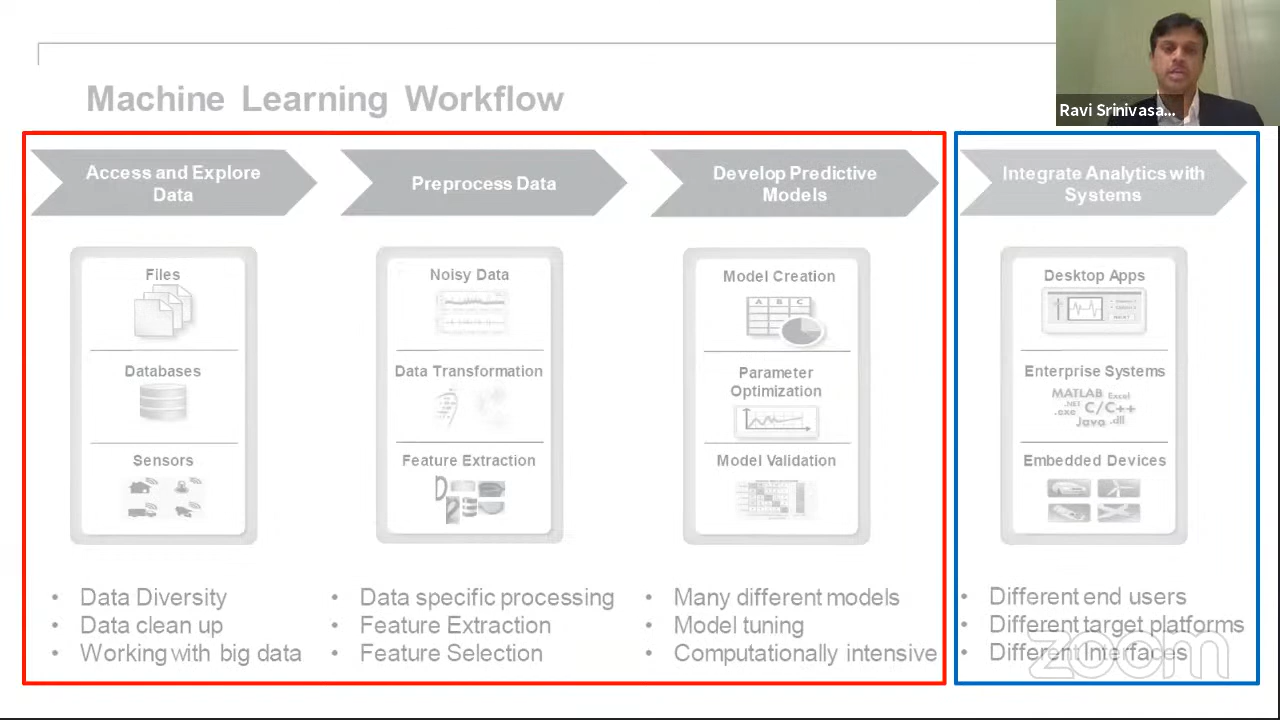 Machine Learning Workflow
Ravi Srinivasa...
Access and Explore
Data
Preprocess Data
Develop Predictive
Models
Integrate Analytics with
Systems
Files
Databases
Sensors
Noisy Data
Data Transformation
Feature Extraction
Model Creation
A B C
Parameter
Optimization
Model Validation
Desktop Apps
Enterprise Systems
MATLAB Excel
.NET
.exe C/C++
Java .dll
Embedded Devices
• Data Diversity
• Data clean up
• Working with big data
• Data specific processing
• Feature Extraction
• Feature Selection
• Many different models
• Model tuning
• Computationally intensive
• Different end users
• Different target platforms
• Different Interfaces
zoom